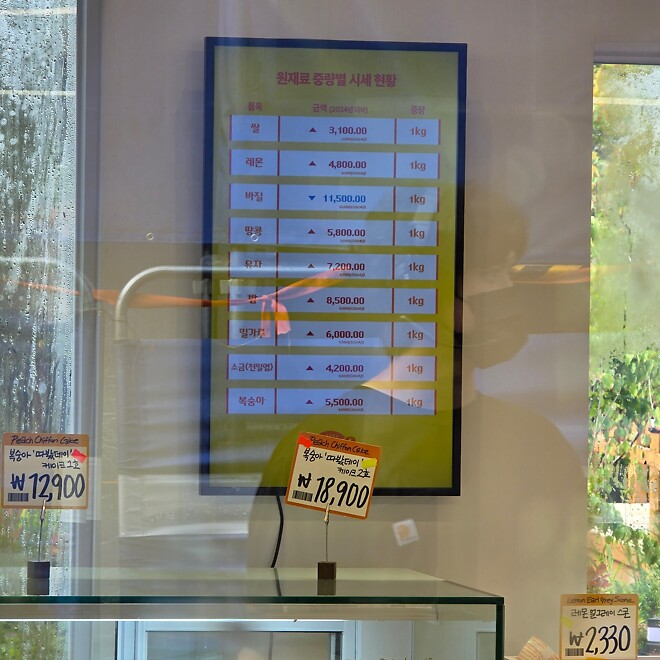 원재료 중량별 시세 현황
품목 금액 중량
쌀 ▲ 3,100.00 1kg
레몬 ▲ 4,800.00 1kg
바질 ▼ 11,500.00 1kg
땅콩 ▲ 5,800.00 1kg
유자 ▲ 7,200.00 1kg
밤 ▲ 8,500.00 1kg
밀가루 ▲ 6,000.00 1kg
소금(천일염) ▲ 4,200.00 1kg
복숭아 ▲ 5,500.00 1kg
Peach Chiffon Cake
복숭아 '따봤데이'
케이크 1호
₩ 12,900
Peach Chiffon Cake
복숭아 '따봤데이'
케이크 2호
₩ 18,900
Lemon Earl Grey Scone
레몬 얼그레이 스콘
₩ 2,330